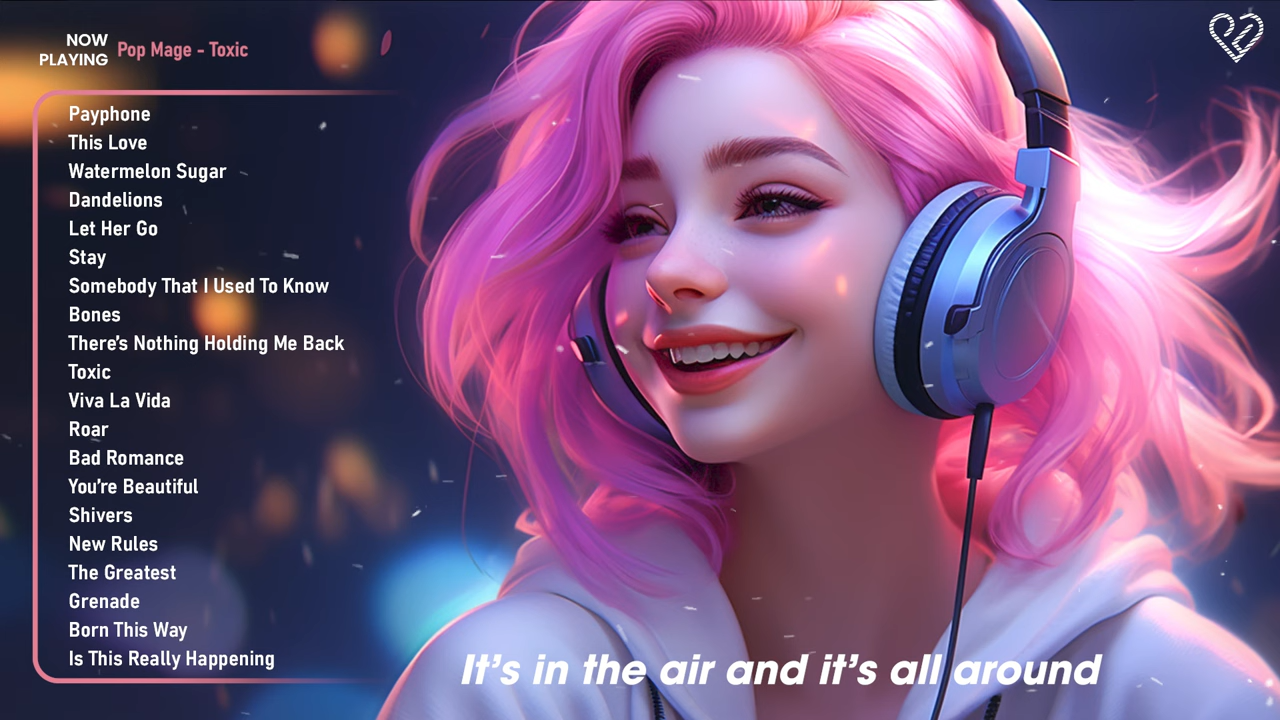 NOW
PLAYING
Pop Mage - Toxic
Payphone
This Love
Watermelon Sugar
Dandelions
Let Her Go
Stay
Somebody That I Used To Know
Bones
There's Nothing Holding Me Back
Toxic
Viva La Vida
Roar
Bad Romance
You're Beautiful
Shivers
New Rules
The Greatest
Grenade
Born This Way
Is This Really Happening
It's in the air and it's all around